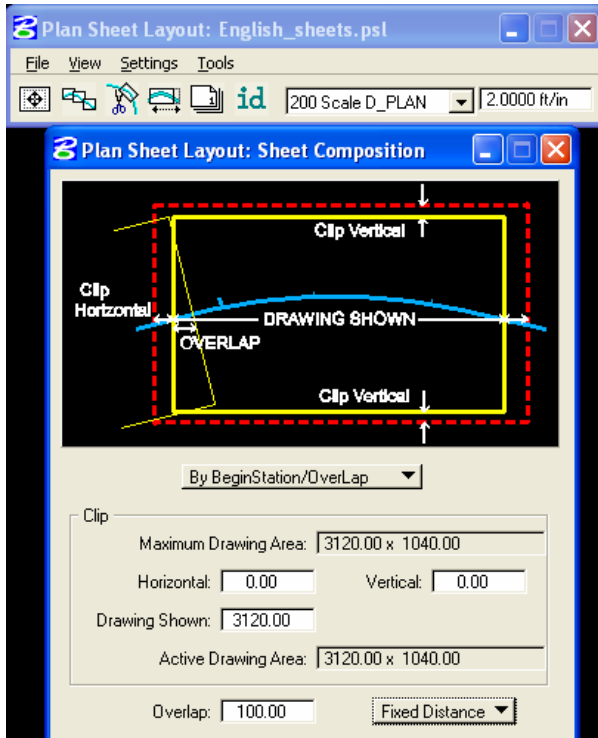 Plan Sheet Layout: English_sheets.psl
File View Settings Tools
id 200 Scale D_PLAN 2.0000 ft/in
Plan Sheet Layout: Sheet Composition
Clip Vertical
Clip
Horizontal
DRAWING SHOWN
OVERLAP
Clip Vertical
By BeginStation/OverLap
Clip
Maximum Drawing Area: 3120.00 x 1040.00
Horizontal: 0.00 Vertical: 0.00
Drawing Shown: 3120.00
Active Drawing Area: 3120.00 x 1040.00
Overlap: 100.00 Fixed Distance